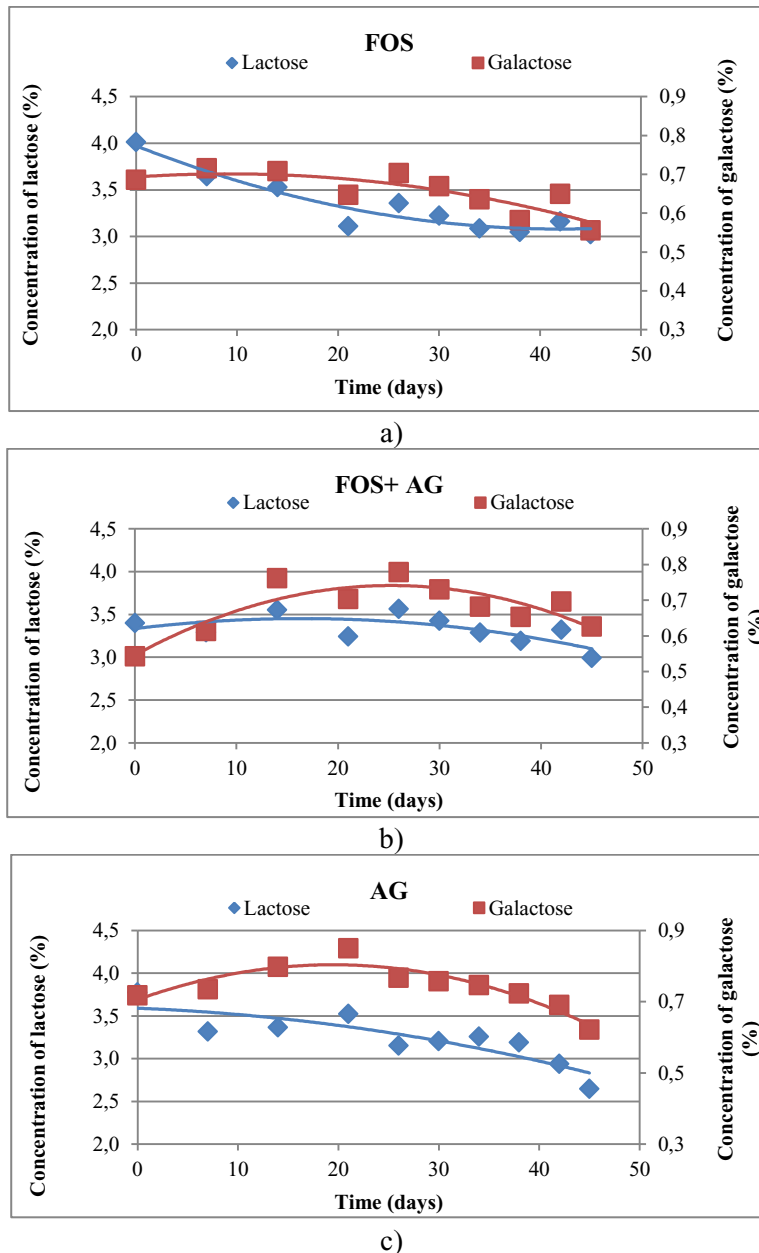 FOS
Lactose Galactose
Concentration of lactose (%)
4,5
4,0
3,5
3,0
2,5
2,0
0,9
0,8
0,7
0,6
0,5
0,4
0,3
Concentration of galactose (%)
0 10 20 30 40 50
Time (days)
a)
FOS+ AG
Lactose Galactose
Concentration of lactose (%)
4,5
4,0
3,5
3,0
2,5
2,0
0,9
0,8
0,7
0,6
0,5
0,4
0,3
Concentration of galactose
(%)
0 10 20 30 40 50
Time (days)
b)
AG
Lactose Galactose
Concentration of lactose (%)
4,5
4,0
3,5
3,0
2,5
2,0
0,9
0,7
0,5
0,3
Concentration of galactose
(%)
0 10 20 30 40 50
Time (days)
c)